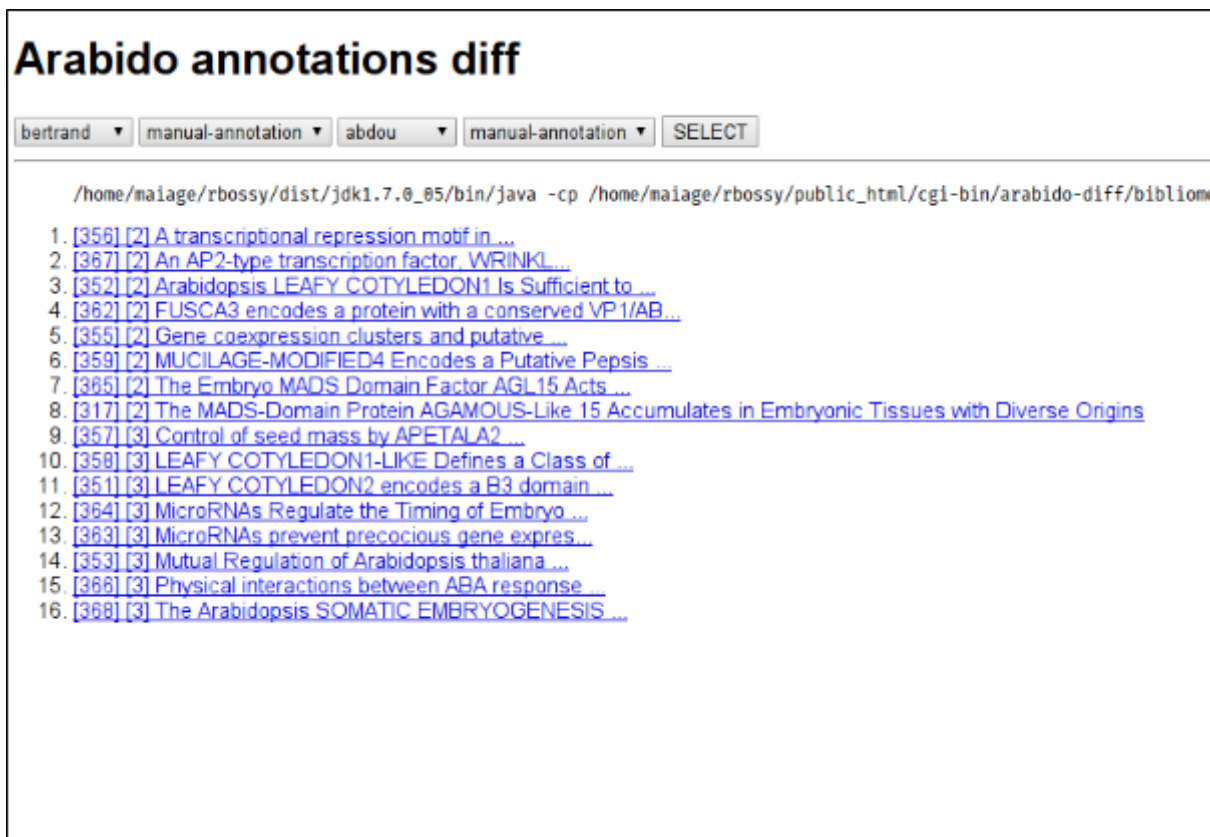 Arabido annotations diff
bertrand manual-annotation abdou manual-annotation SELECT
/home/maiage/rbossy/dist/jdk1.7.0_05/bin/java -cp /home/maiage/rbossy/public_html/cgi-bin/arabido-diff/bibliome
1. [356] [2] A transcriptional repression motif in ...
2. [367] [2] An AP2-type transcription factor, WRINKL...
3. [352] [2] Arabidopsis LEAFY COTYLEDON1 Is Sufficient to ...
4. [362] [2] FUSCA3 encodes a protein with a conserved VP1/AB...
5. [355] [2] Gene coexpression clusters and putative ...
6. [359] [2] MUCILAGE-MODIFIED4 Encodes a Putative Pepsis ...
7. [365] [2] The Embryo MADS Domain Factor AGL15 Acts ...
8. [317] [2] The MADS-Domain Protein AGAMOUS-Like 15 Accumulates in Embryonic Tissues with Diverse Origins
9. [357] [3] Control of seed mass by APETALA2 ...
10. [358] [3] LEAFY COTYLEDON1-LIKE Defines a Class of ...
11. [351] [3] LEAFY COTYLEDON2 encodes a B3 domain ...
12. [364] [3] MicroRNAs Regulate the Timing of Embryo ...
13. [363] [3] MicroRNAs prevent precocious gene expres...
14. [353] [3] Mutual Regulation of Arabidopsis thaliana ...
15. [366] [3] Physical interactions between ABA response ...
16. [368] [3] The Arabidopsis SOMATIC EMBRYOGENESIS ...